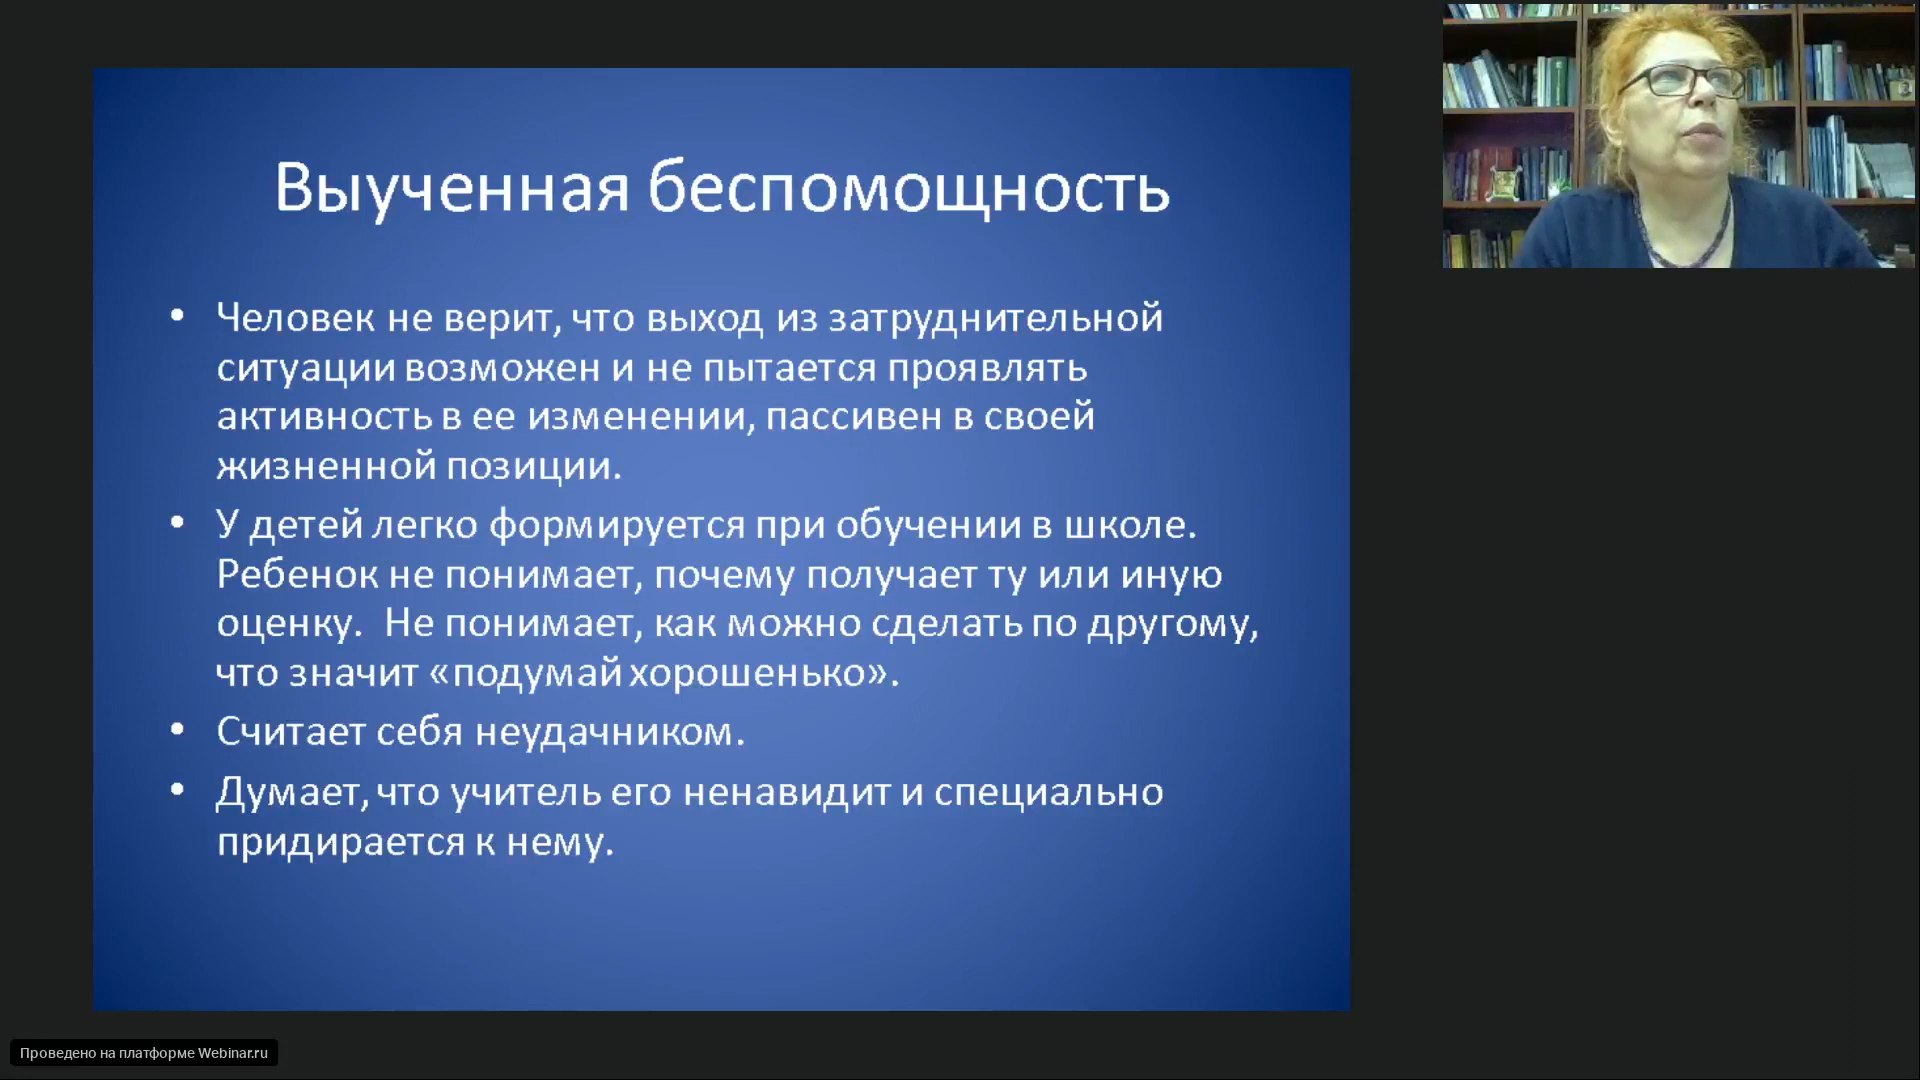 Выученная беспомощность
• Человек не верит, что выход из затруднительной
ситуации возможен и не пытается проявлять
активность в ее изменении, пассивен в своей
жизненной позиции.
• У детей легко формируется при обучении в школе.
Ребенок не понимает, почему получает ту или иную
оценку.  Не понимает, как можно сделать по другому,
что значит «подумай хорошенько».
• Считает себя неудачником.
• Думает, что учитель его ненавидит и специально
придирается к нему.
Проведено на платформе Webinar.ru